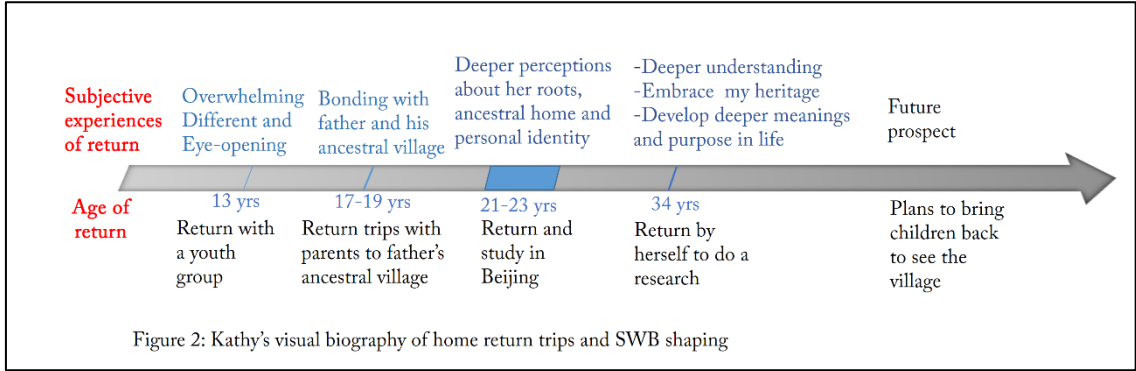 Subjective
experiences
of return
Overwhelming
Different and
Eye-opening
Bonding with
father and his
ancestral village
Deeper perceptions
about her roots,
ancestral home and
personal identity
-Deeper understanding
-Embrace my heritage
-Develop deeper meanings
and purpose in life
Future
prospect
Age of
return
13 yrs
Return with
a youth
group
17-19 yrs
Return trips with
parents to father’s
ancestral village
21-23 yrs
Return and
study in
Beijing
34 yrs
Return by
herself to do a
research
Plans to bring
children back
to see the
village
Figure 2: Kathy’s visual biography of home return trips and SWB shaping